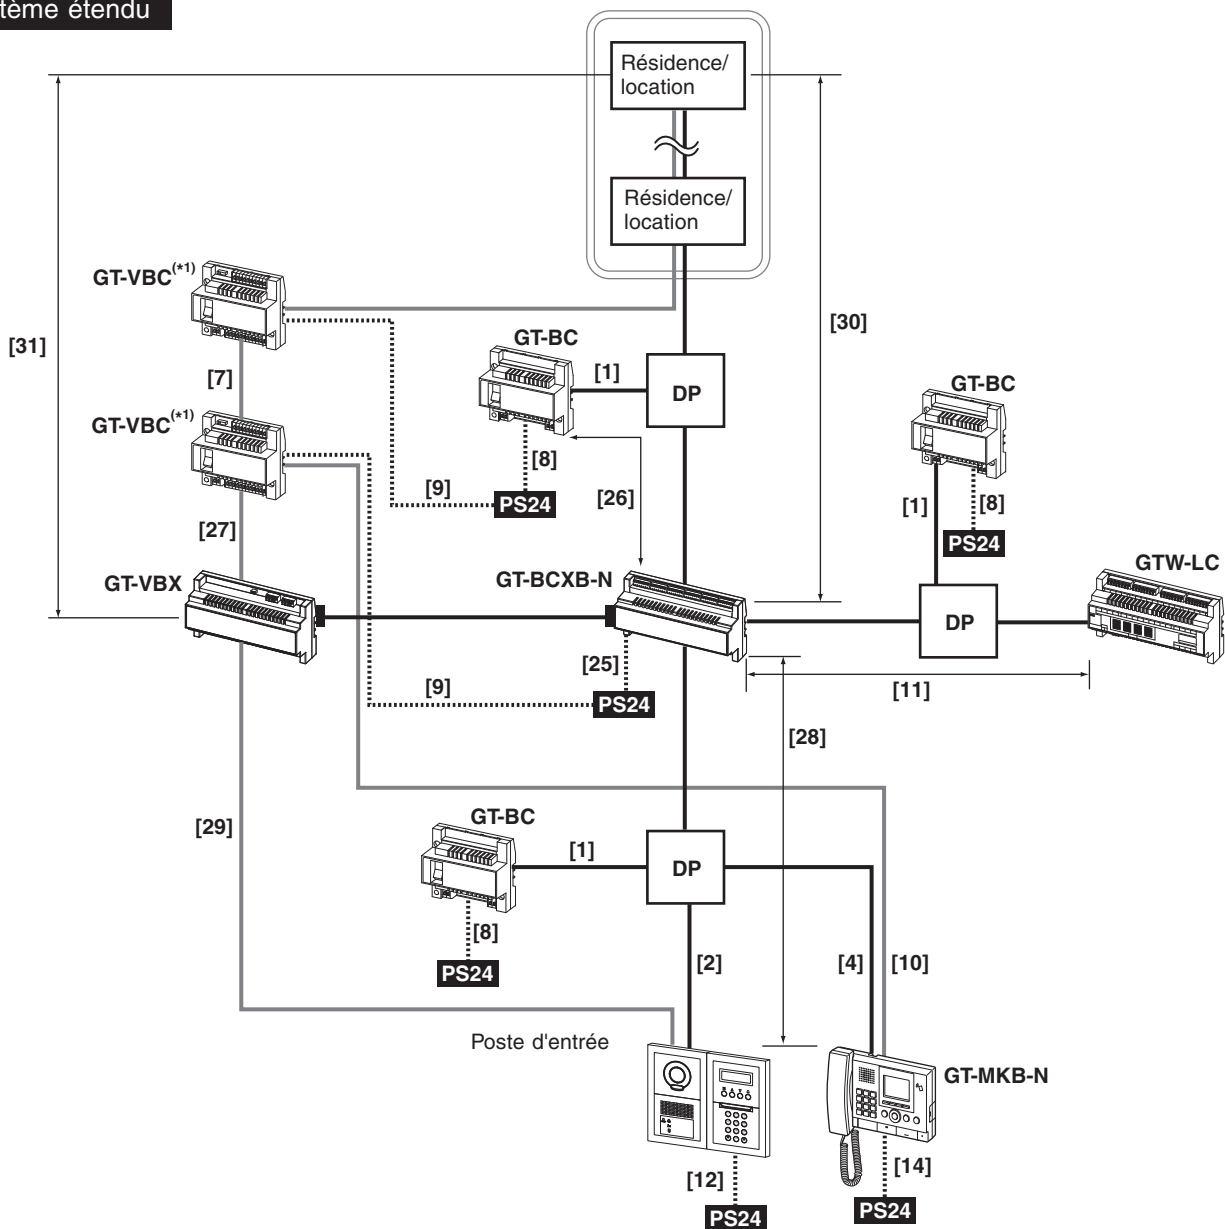 tème étendu
Résidence/
location
Résidence/
location
GT-VBC(*1)
[30]
[31]
GT-BC
[7]
[1]
DP
GT-BC
GT-VBC(*1)
[8]
[9]
[26]
PS24
[1]
[8]
[27]
PS24
GT-VBX
GT-BCXB-N
GTW-LC
DP
[25]
[9]
[11]
PS24
[28]
GT-BC
[29]
[1]
DP
[8]
[2]
[4]
[10]
PS24
Poste d'entrée
GT-MKB-N
[12]
[14]
PS24
PS24